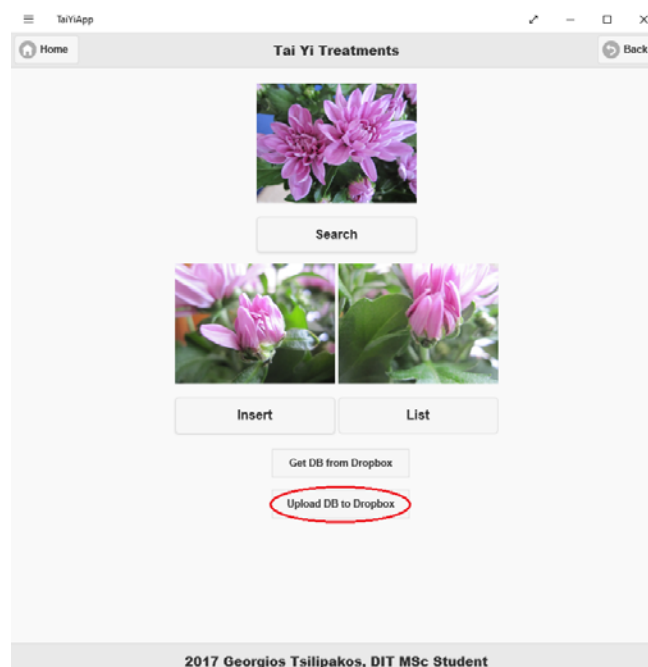 TaiYiApp
Home Tai Yi Treatments Back
Search
Insert List
Get DB from Dropbox
Upload DB to Dropbox
2017 Georgios Tsilipakos, DIT MSc Student